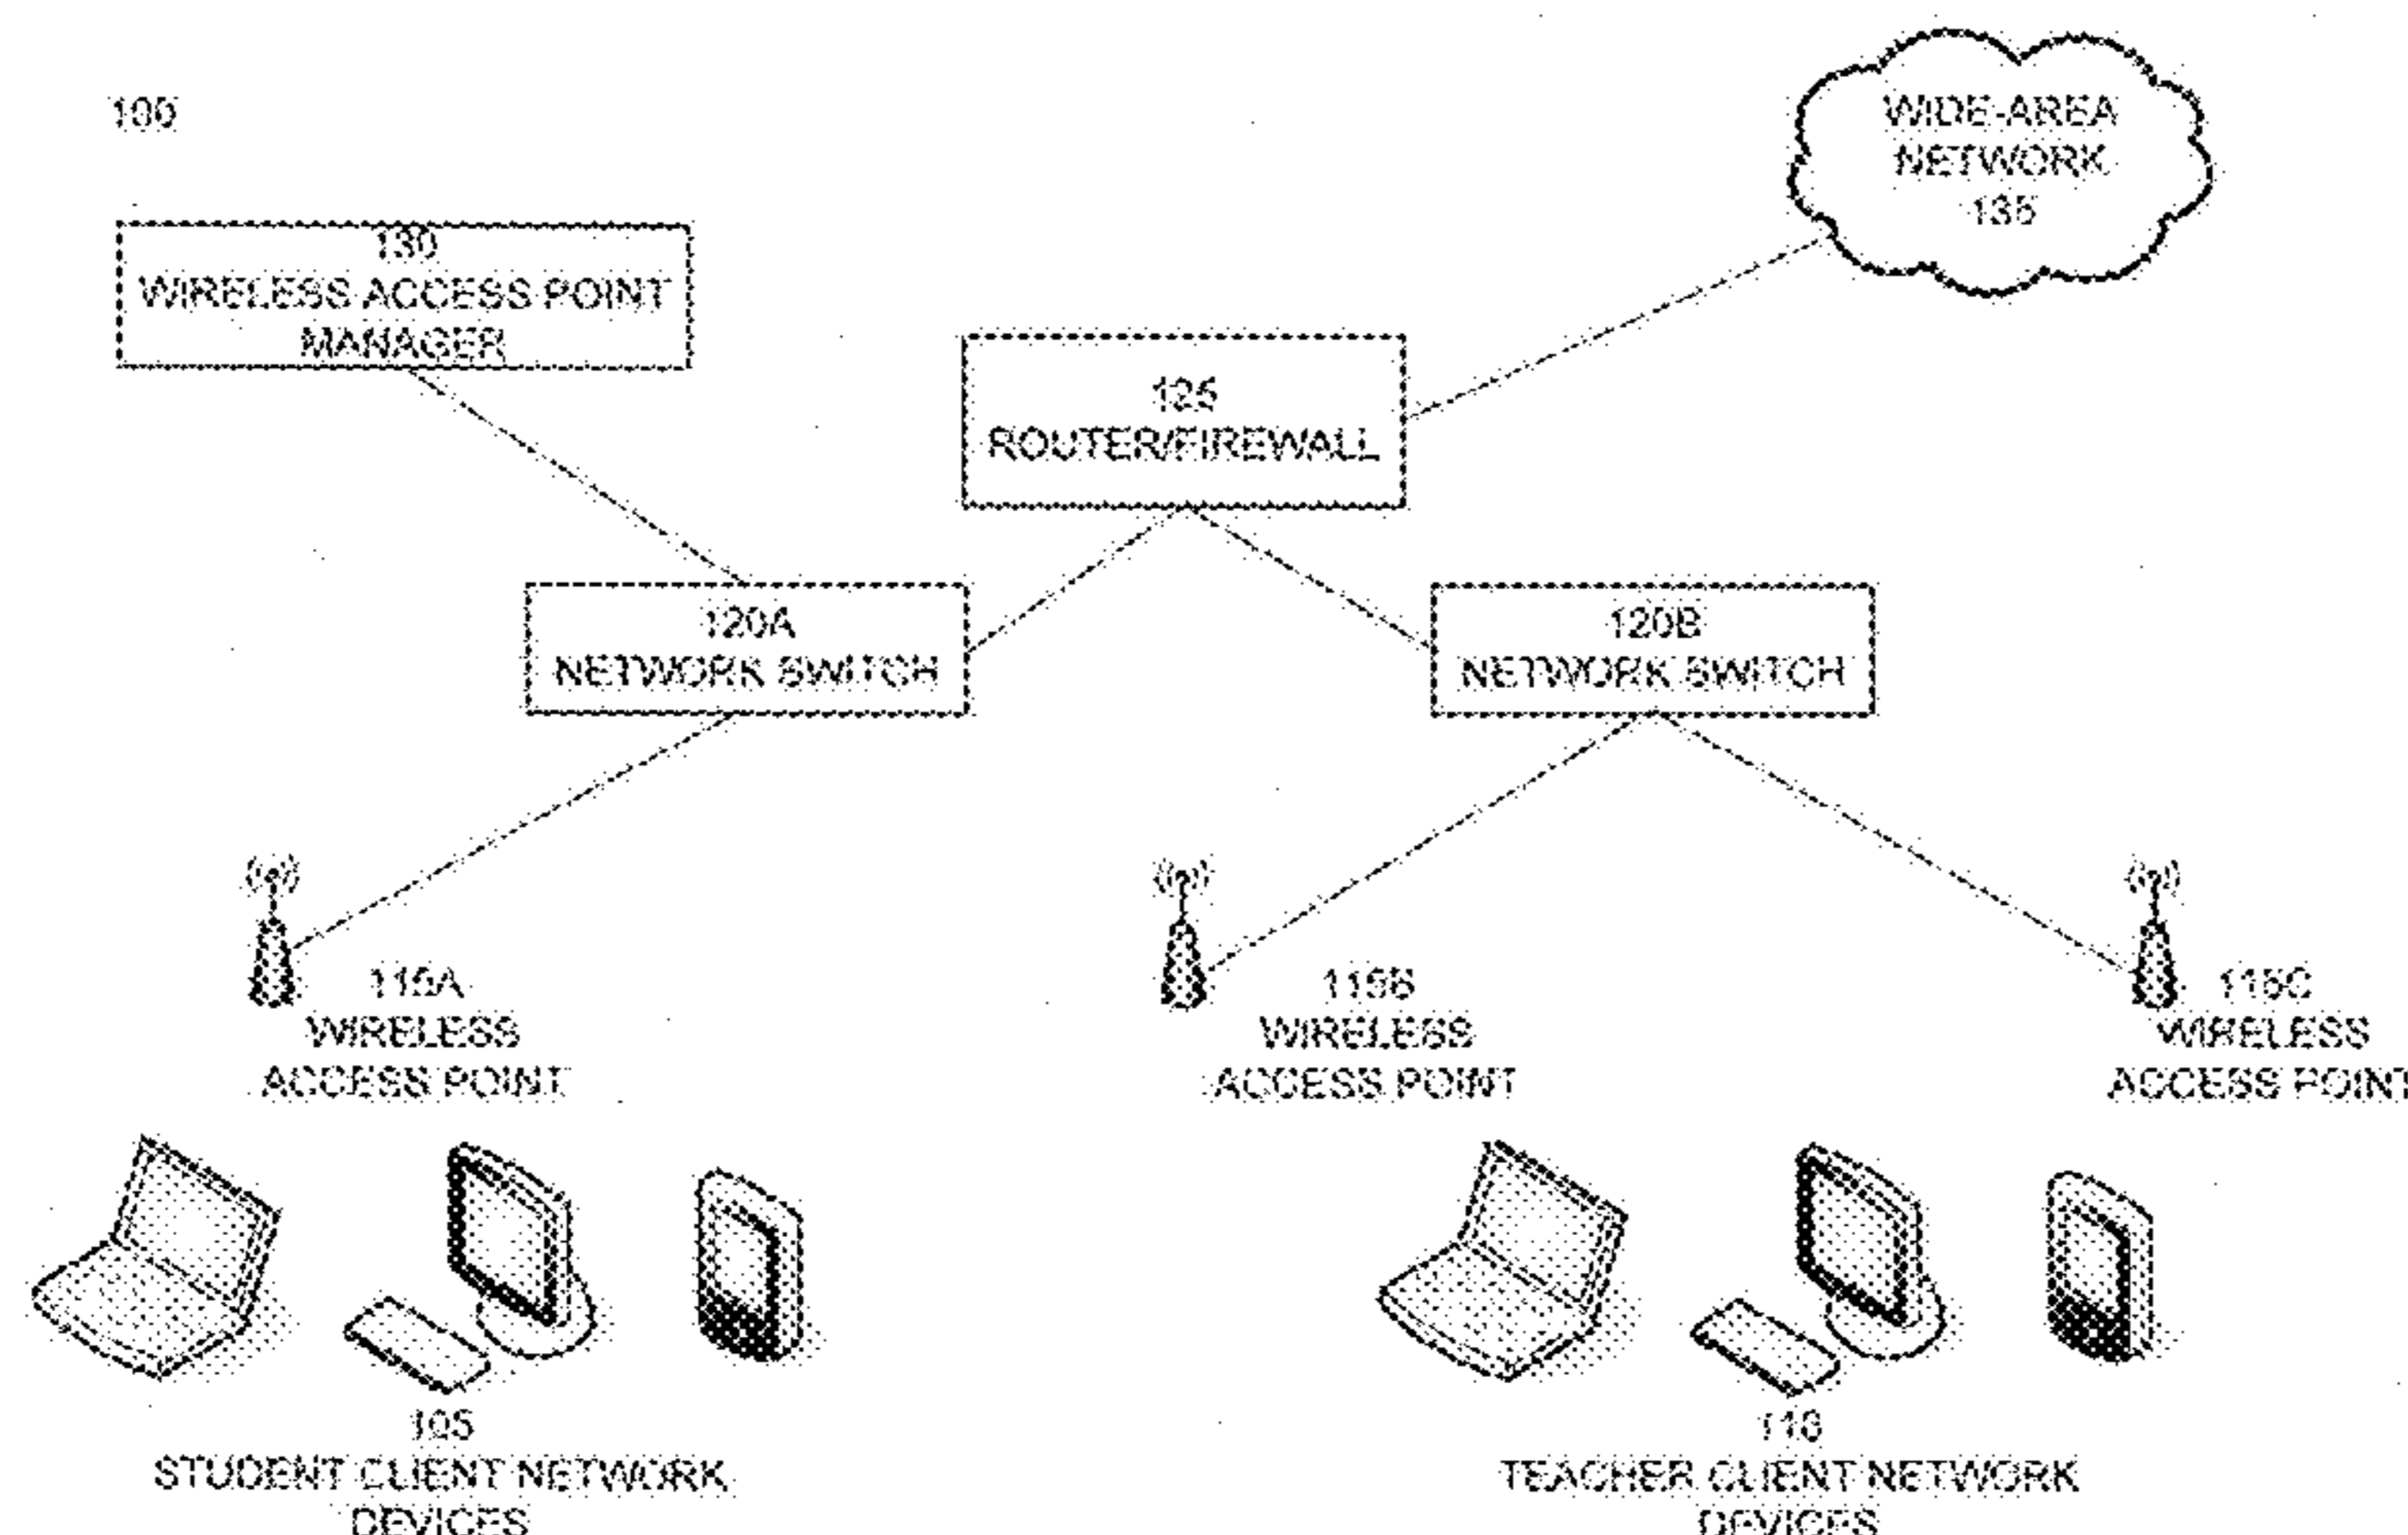 100
WIDE-AREA
NETWORK
135
130
WIRELESS ACCESS POINT
MANAGER
125
ROUTER/FIREWALL
120A
NETWORK SWITCH
120B
NETWORK SWITCH
115A
WIRELESS
ACCESS POINT
115B
WIRELESS
ACCESS POINT
115C
WIRELESS
ACCESS POINT
105
STUDENT CLIENT NETWORK
DEVICES
110
TEACHER CLIENT NETWORK
DEVICES